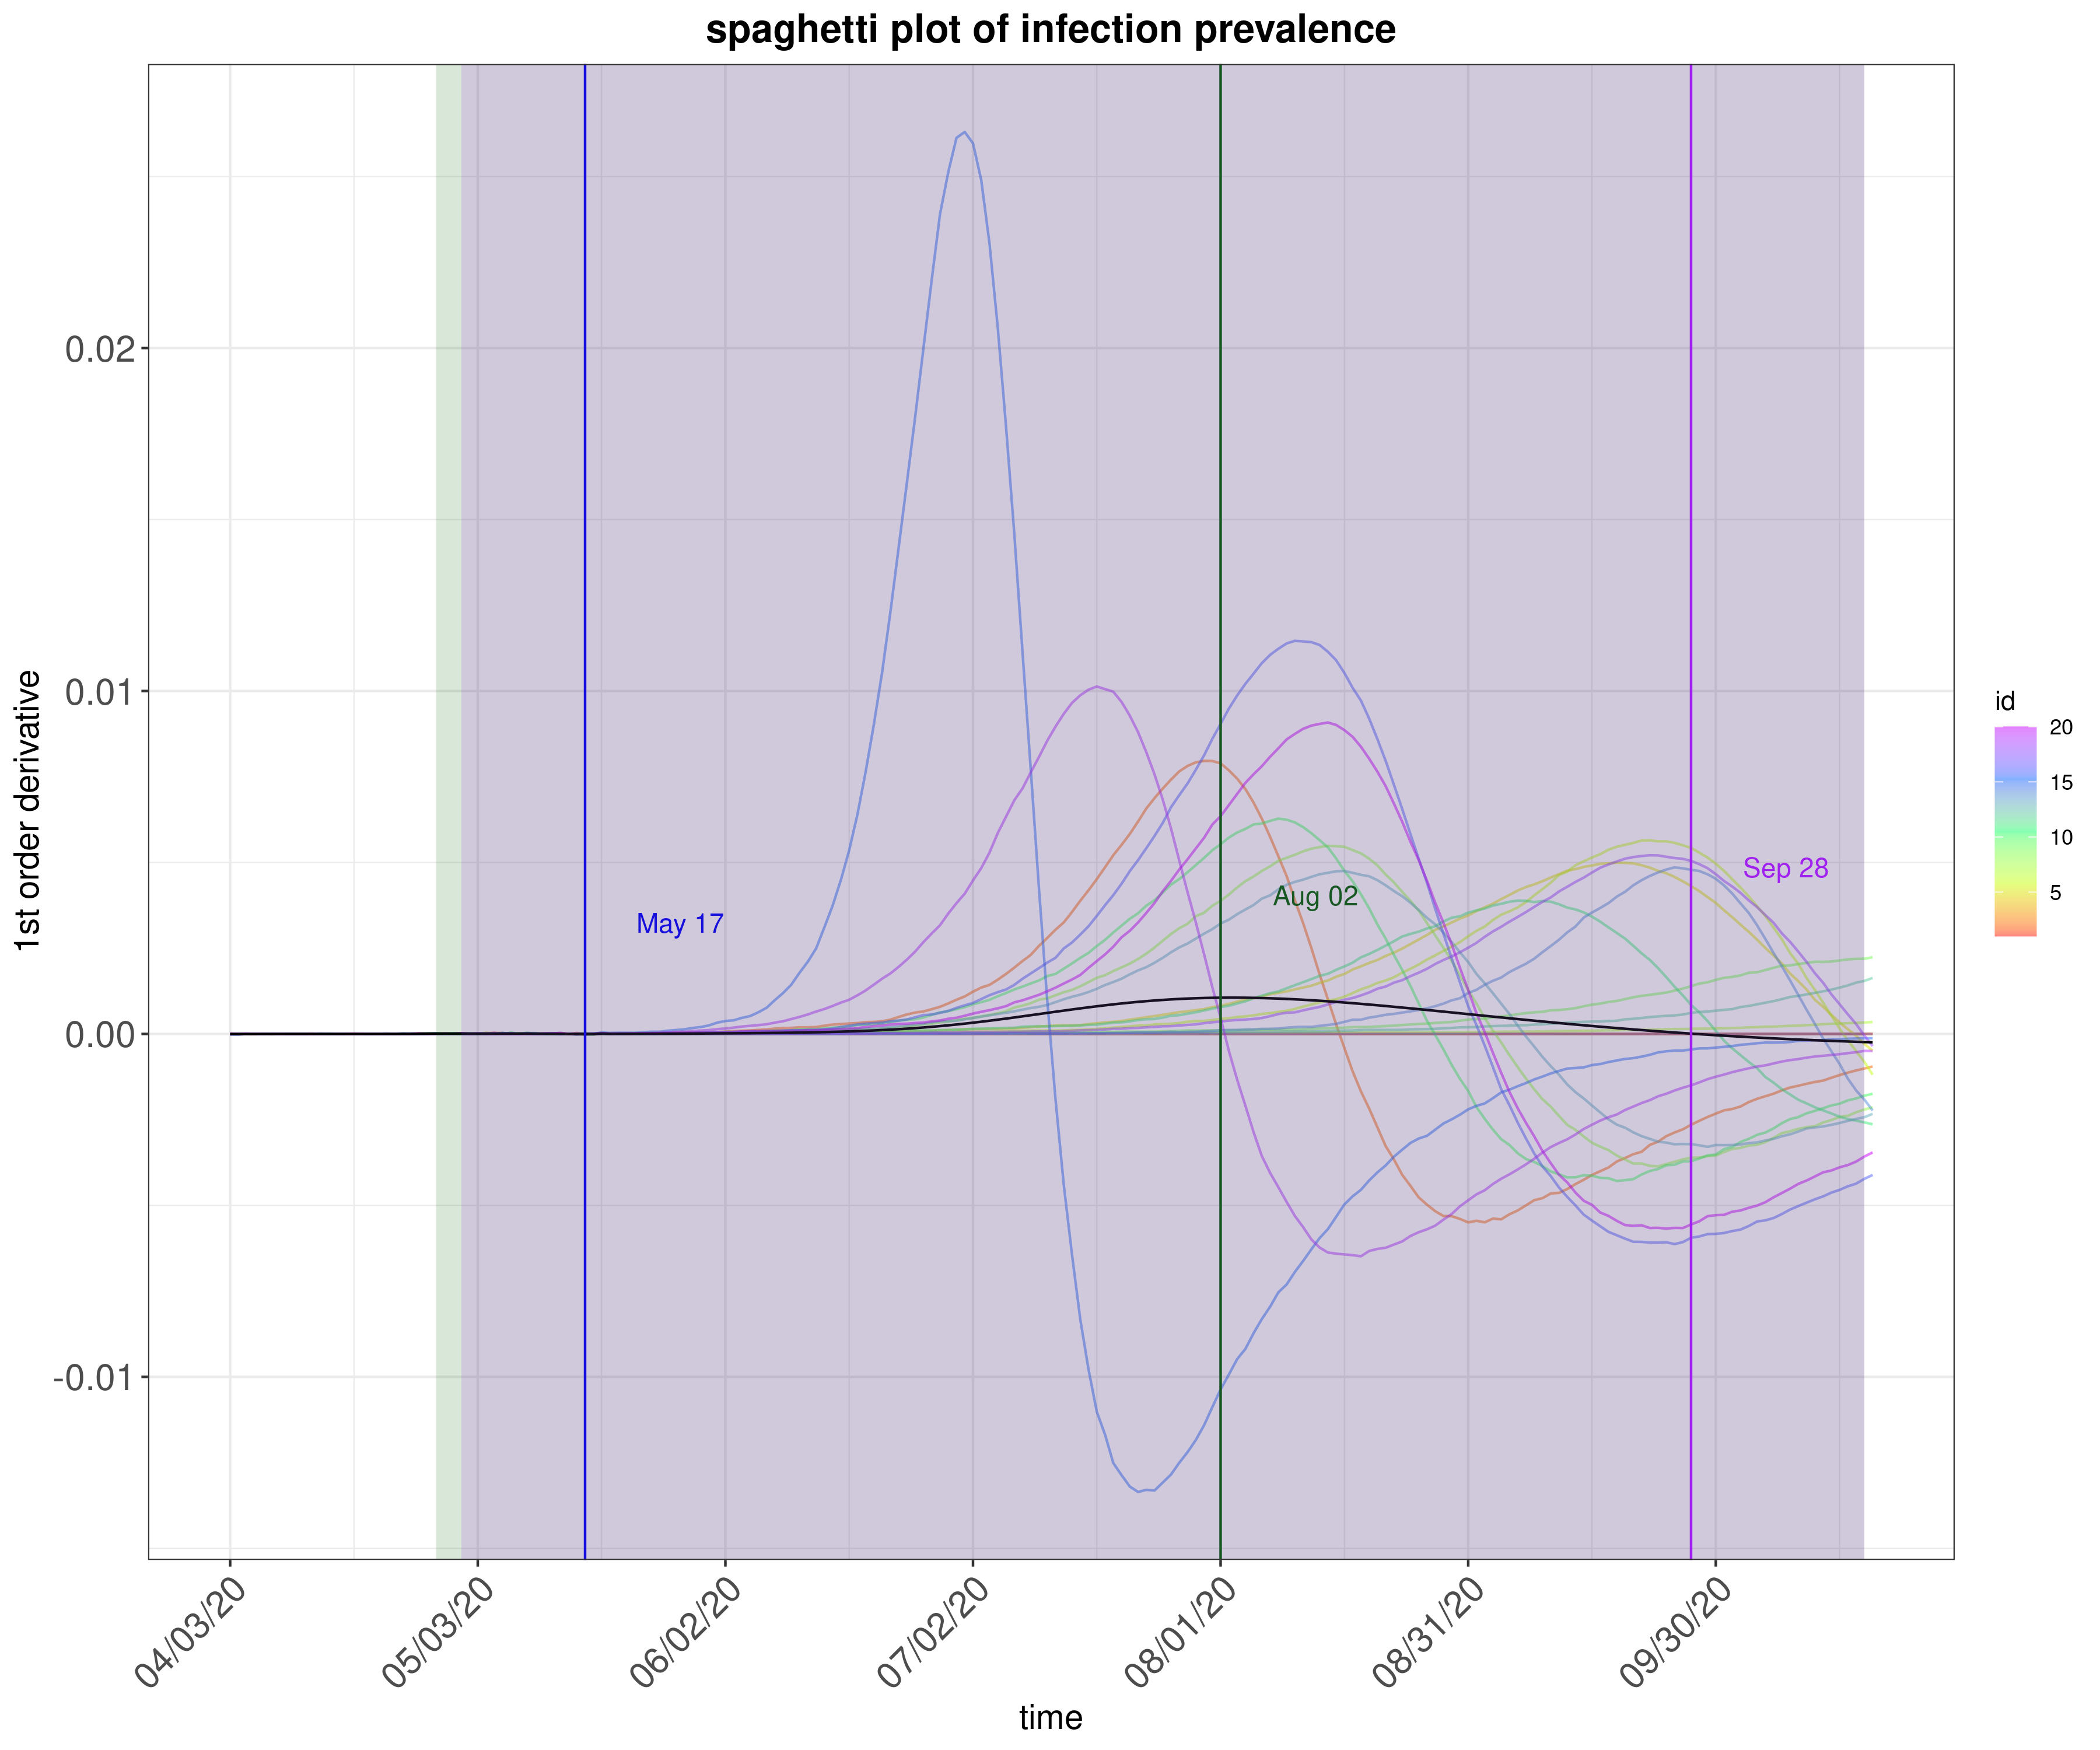 spaghetti plot of infection prevalence
1st order derivative
0.02
0.01
0.00
-0.01
May 17
Aug 02
Sep 28
id
20
15
10
5
04/03/20
05/03/20
06/02/20
07/02/20
08/01/20
08/31/20
09/30/20
time